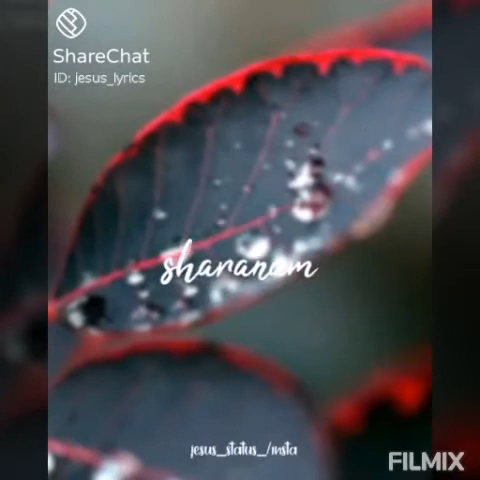 ShareChat
ID: jesus_lyrics
sharanam
jesus_status_/insta
FILMIX